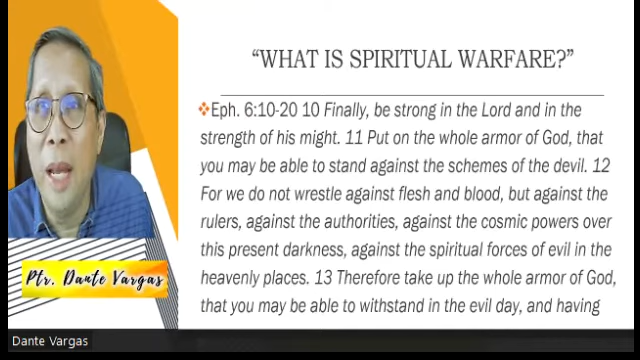 “WHAT IS SPIRITUAL WARFARE?”
❖Eph. 6:10-20 10 Finally, be strong in the Lord and in the
strength of his might. 11 Put on the whole armor of God, that
you may be able to stand against the schemes of the devil. 12
For we do not wrestle against flesh and blood, but against the
rulers, against the authorities, against the cosmic powers over
this present darkness, against the spiritual forces of evil in the
heavenly places. 13 Therefore take up the whole armor of God,
that you may be able to withstand in the evil day, and having
Ptr. Dante Vargas
Dante Vargas